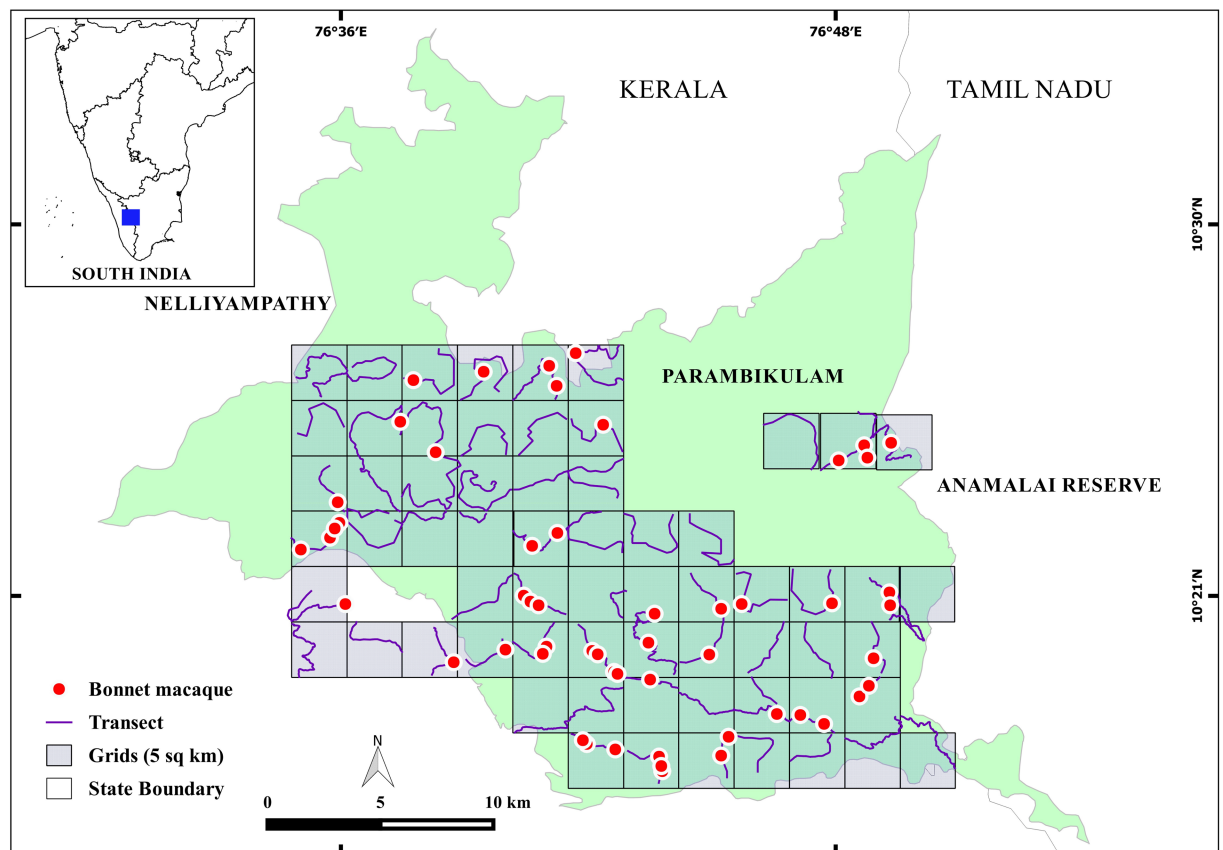 76°36′E
76°48′E
KERALA
TAMIL NADU
10°30′N
SOUTH INDIA
NELLIYAMPATHY
PARAMBIKULAM
ANAMALAI RESERVE
10°21′N
Bonnet macaque
Transect
Grids (5 sq km)
State Boundary
N
0 5 10 km